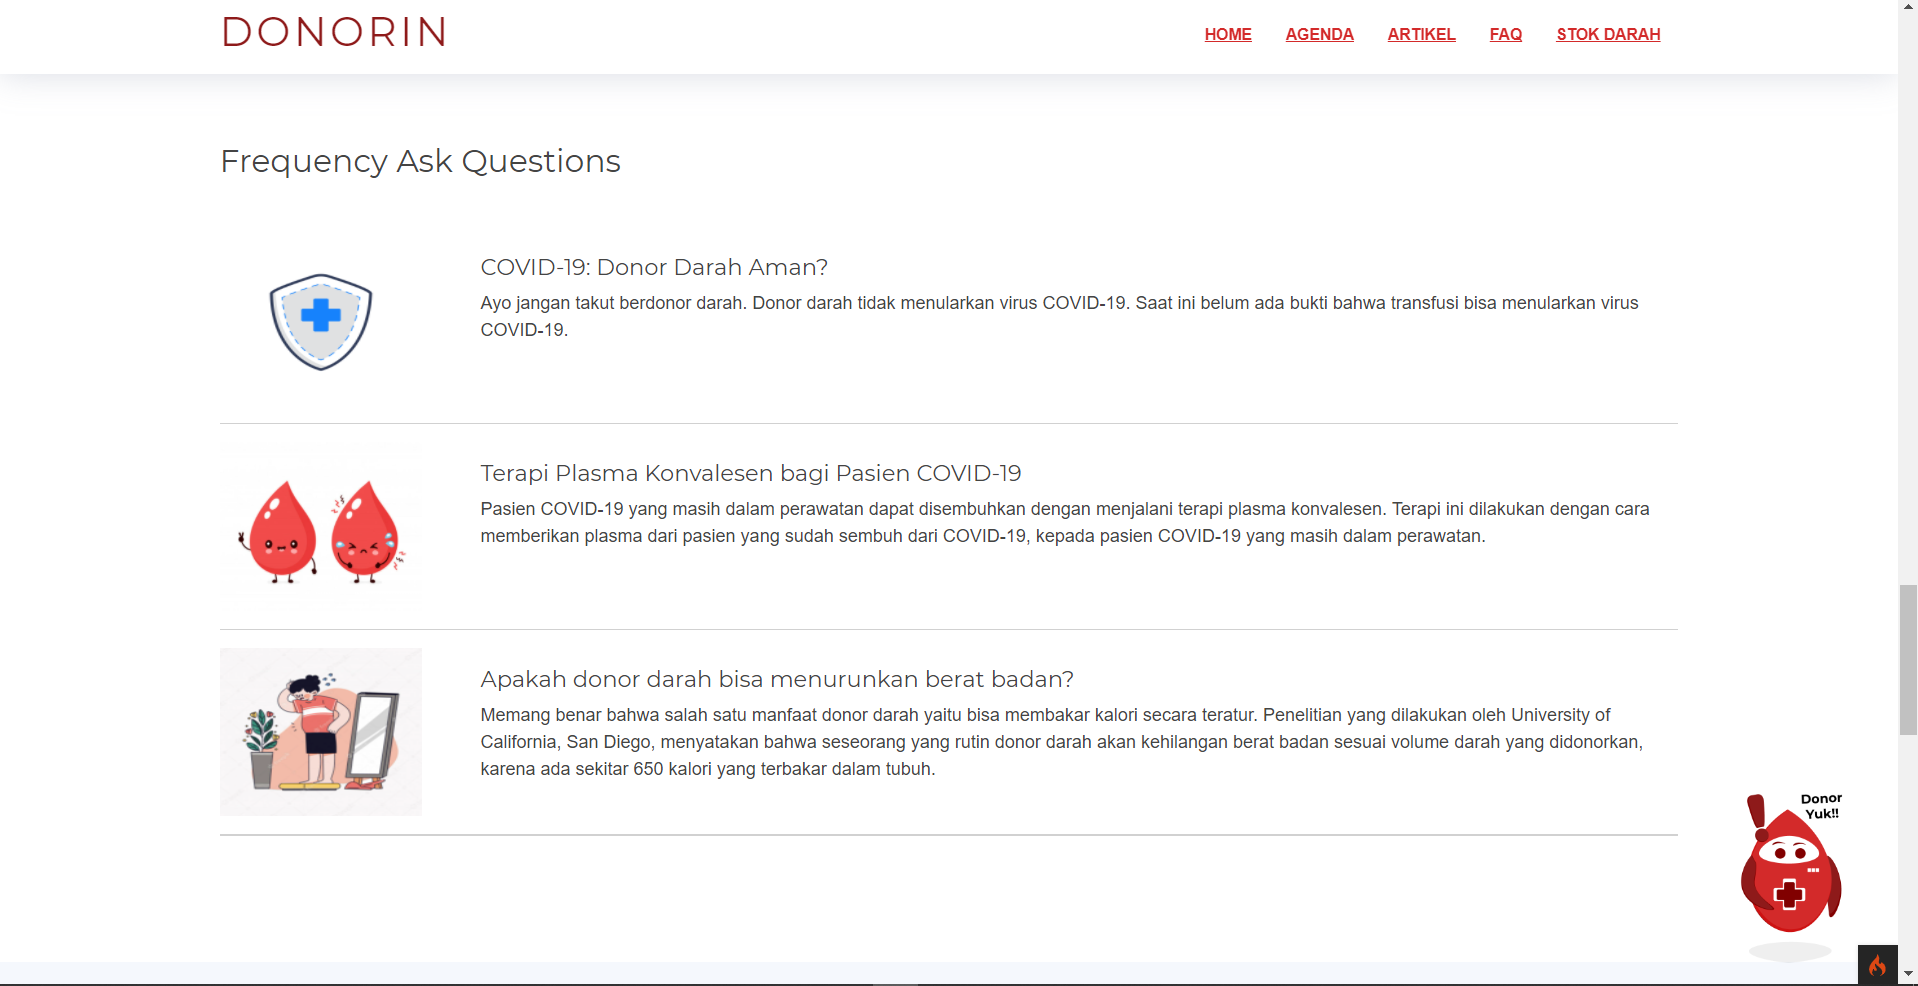 DONORIN
HOME AGENDA ARTIKEL FAQ STOK DARAH
Frequency Ask Questions
COVID-19: Donor Darah Aman?
Ayo jangan takut berdonor darah. Donor darah tidak menularkan virus COVID-19. Saat ini belum ada bukti bahwa transfusi bisa menularkan virus
COVID-19.
Terapi Plasma Konvalesen bagi Pasien COVID-19
Pasien COVID-19 yang masih dalam perawatan dapat disembuhkan dengan menjalani terapi plasma konvalesen. Terapi ini dilakukan dengan cara
memberikan plasma dari pasien yang sudah sembuh dari COVID-19, kepada pasien COVID-19 yang masih dalam perawatan.
Apakah donor darah bisa menurunkan berat badan?
Memang benar bahwa salah satu manfaat donor darah yaitu bisa membakar kalori secara teratur. Penelitian yang dilakukan oleh University of
California, San Diego, menyatakan bahwa seseorang yang rutin donor darah akan kehilangan berat badan sesuai volume darah yang didonorkan,
karena ada sekitar 650 kalori yang terbakar dalam tubuh.
Donor
Yuk!!